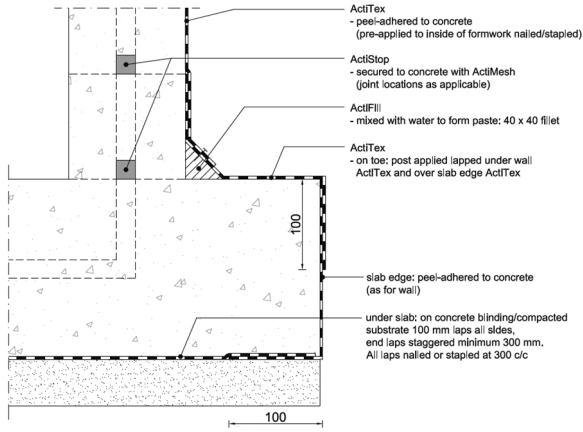 ActiTex
- peel-adhered to concrete
(pre-applied to inside of formwork nailed/stapled)
ActiStop
- secured to concrete with ActiMesh
(joint locations as applicable)
ActiFill
- mixed with water to form paste: 40 x 40 fillet
ActiTex
- on toe: post applied lapped under wall
ActiTex and over slab edge ActiTex
100
slab edge: peel-adhered to concrete
(as for wall)
under slab: on concrete blinding/compacted
substrate 100 mm laps all sides,
end laps staggered minimum 300 mm.
All laps nailed or stapled at 300 c/c
100